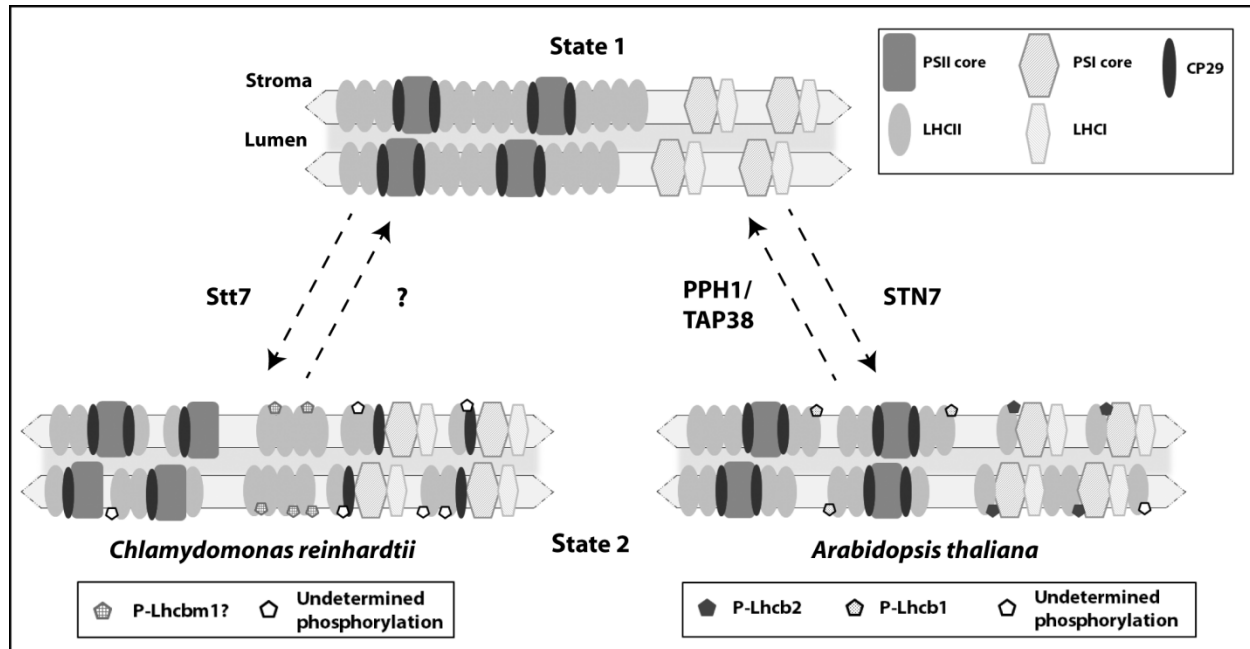 State 1
Stroma
Lumen
PSII core
PSI core
CP29
LHCII
LHCI
Stt7
?
PPH1/
TAP38
STN7
Chlamydomonas reinhardtii
State 2
Arabidopsis thaliana
P-Lhcbm1?
Undetermined
phosphorylation
P-Lhcb2
P-Lhcb1
Undetermined
phosphorylation